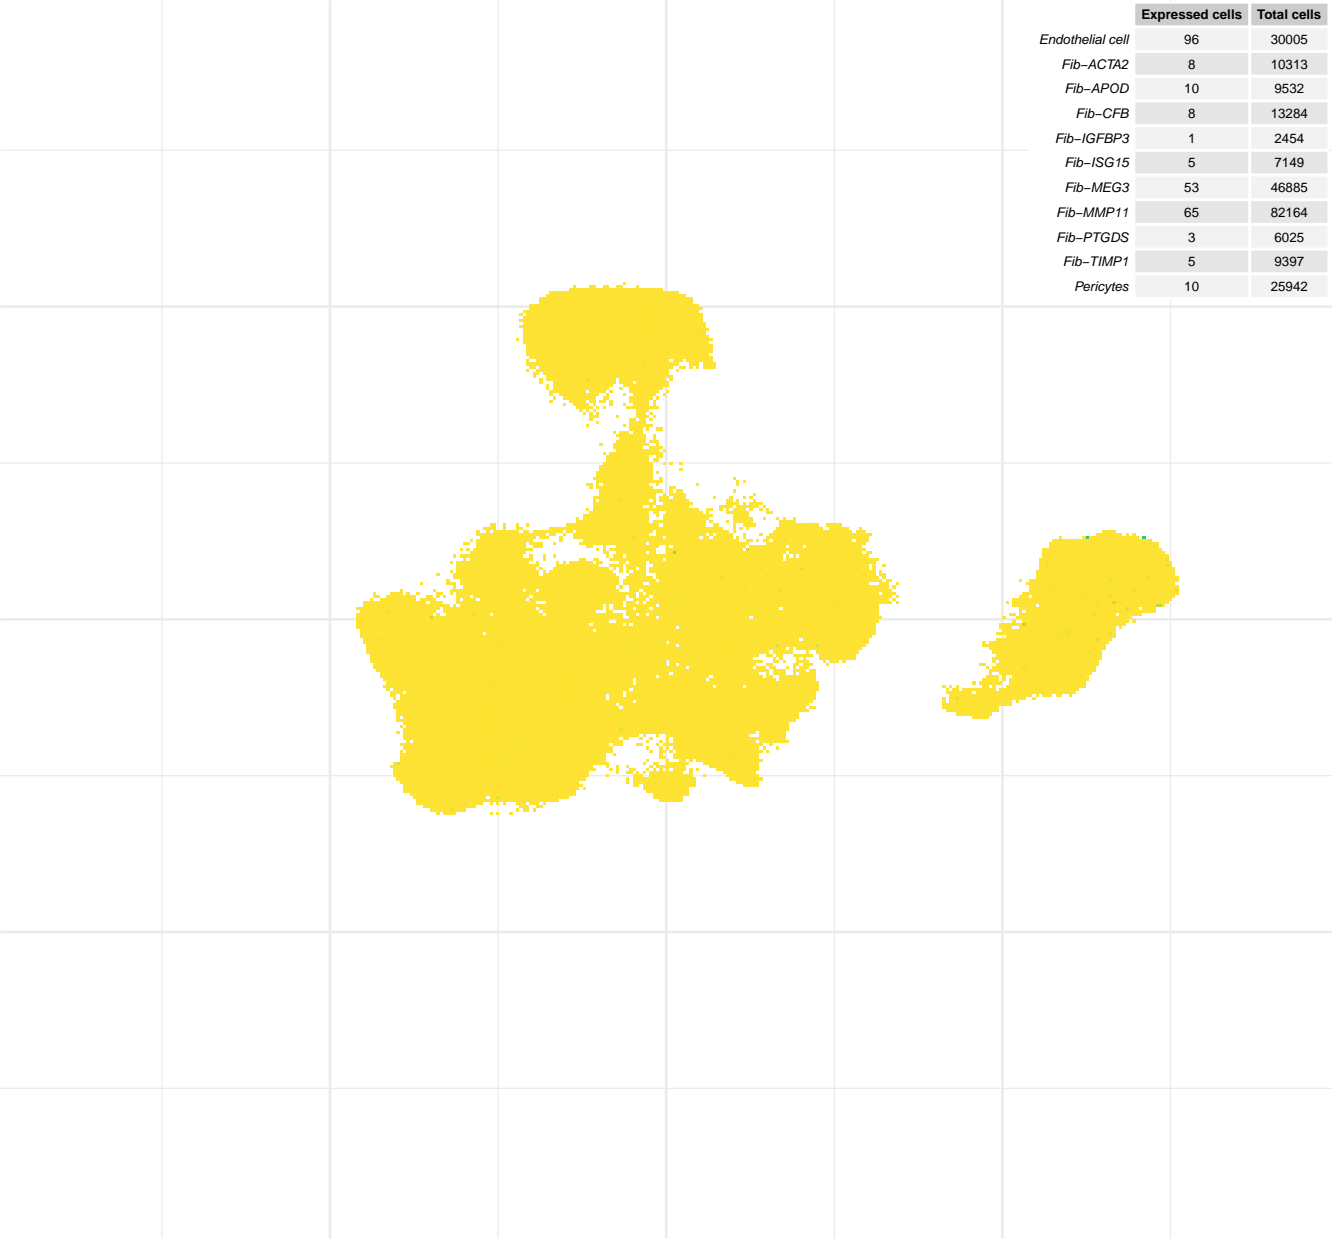 Expressed cells Total cells
Endothelial cell 96 30005
Fib−ACTA2 8 10313
Fib−APOD 10 9532
Fib−CFB 8 13284
Fib−IGFBP3 1 2454
Fib−ISG15 5 7149
Fib−MEG3 53 46885
Fib−MMP11 65 82164
Fib−PTGDS 3 6025
Fib−TIMP1 5 9397
Pericytes 10 25942